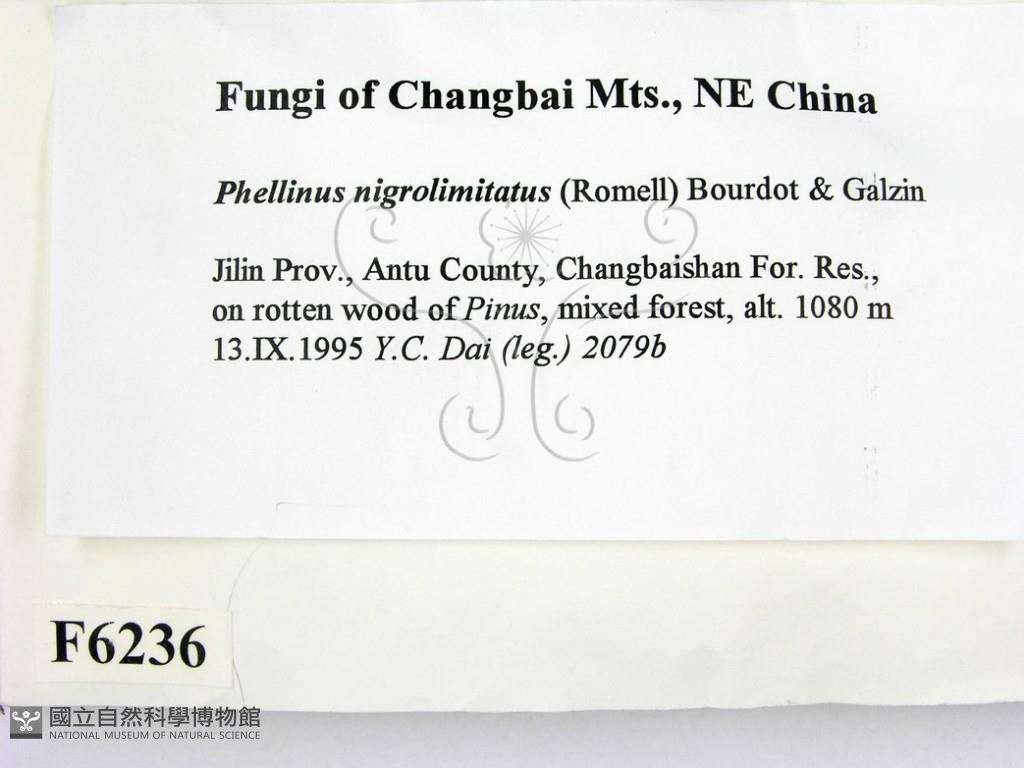 Fungi of Changbai Mts., NE China
Phellinus nigrolimitatus (Romell) Bourdot & Galzin
Jilin Prov., Antu County, Changbaishan For. Res.,
on rotten wood of Pinus, mixed forest, alt. 1080 m
13.IX.1995 Y.C. Dai (leg.) 2079b
F6236
國立自然科學博物館
NATIONAL MUSEUM OF NATURAL SCIENCE